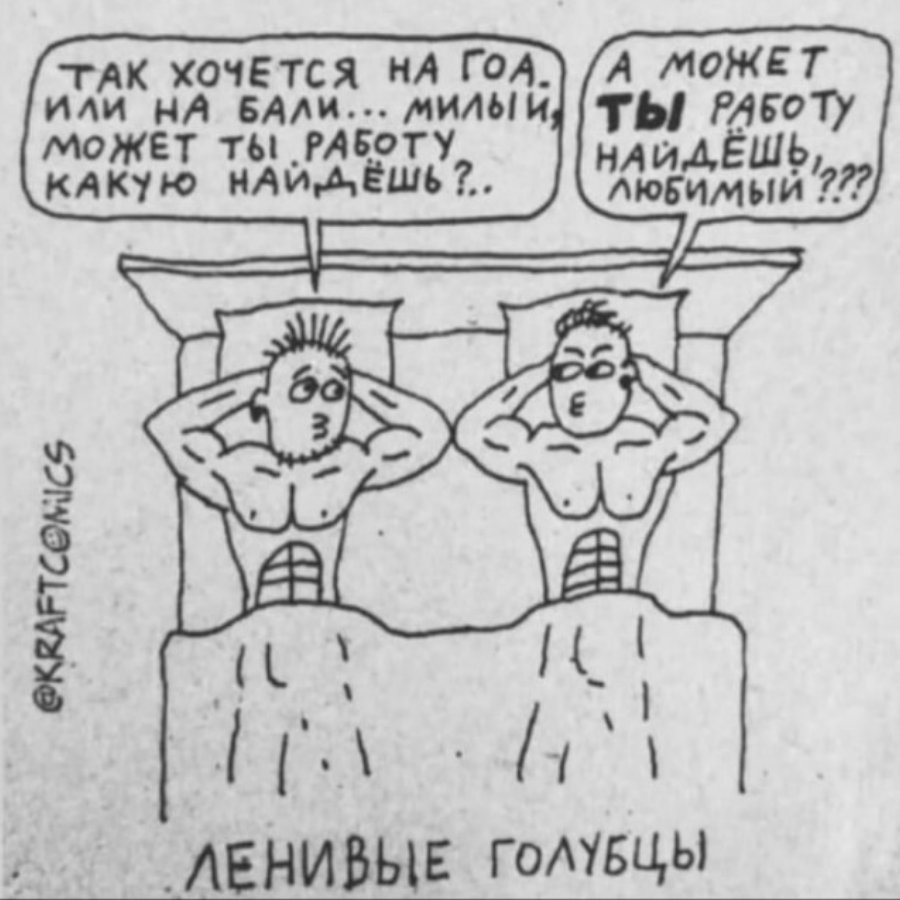 ТАК ХОЧЕТСЯ НА ГОА.
ИЛИ НА БАЛИ... МИЛЫЙ,
МОЖЕТ ТЫ РАБОТУ
КАКУЮ НАЙДЁШЬ?..
А МОЖЕТ
ТЫ РАБОТУ
НАЙДЁШЬ,
ЛЮБИМЫЙ???
@KRAFTCOMICS
ЛЕНИВЫЕ ГОЛУБЦЫ